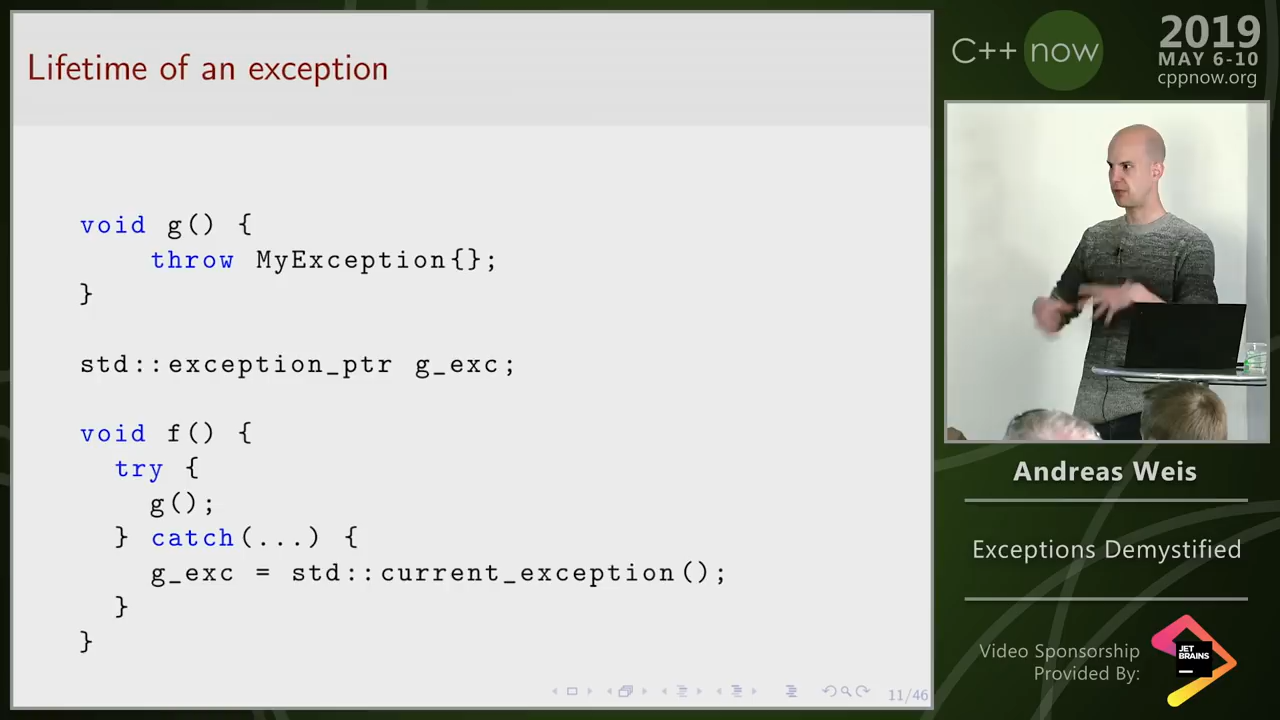 Lifetime of an exception
void g() {
throw MyException{};
}
std::exception_ptr g_exc;
void f() {
try {
g();
} catch(...) {
g_exc = std::current_exception();
}
}
11/46
C++ now
2019
MAY 6-10
cppnow.org
Andreas Weis
Exceptions Demystified
Video Sponsorship
Provided By:
JET
BRAINS